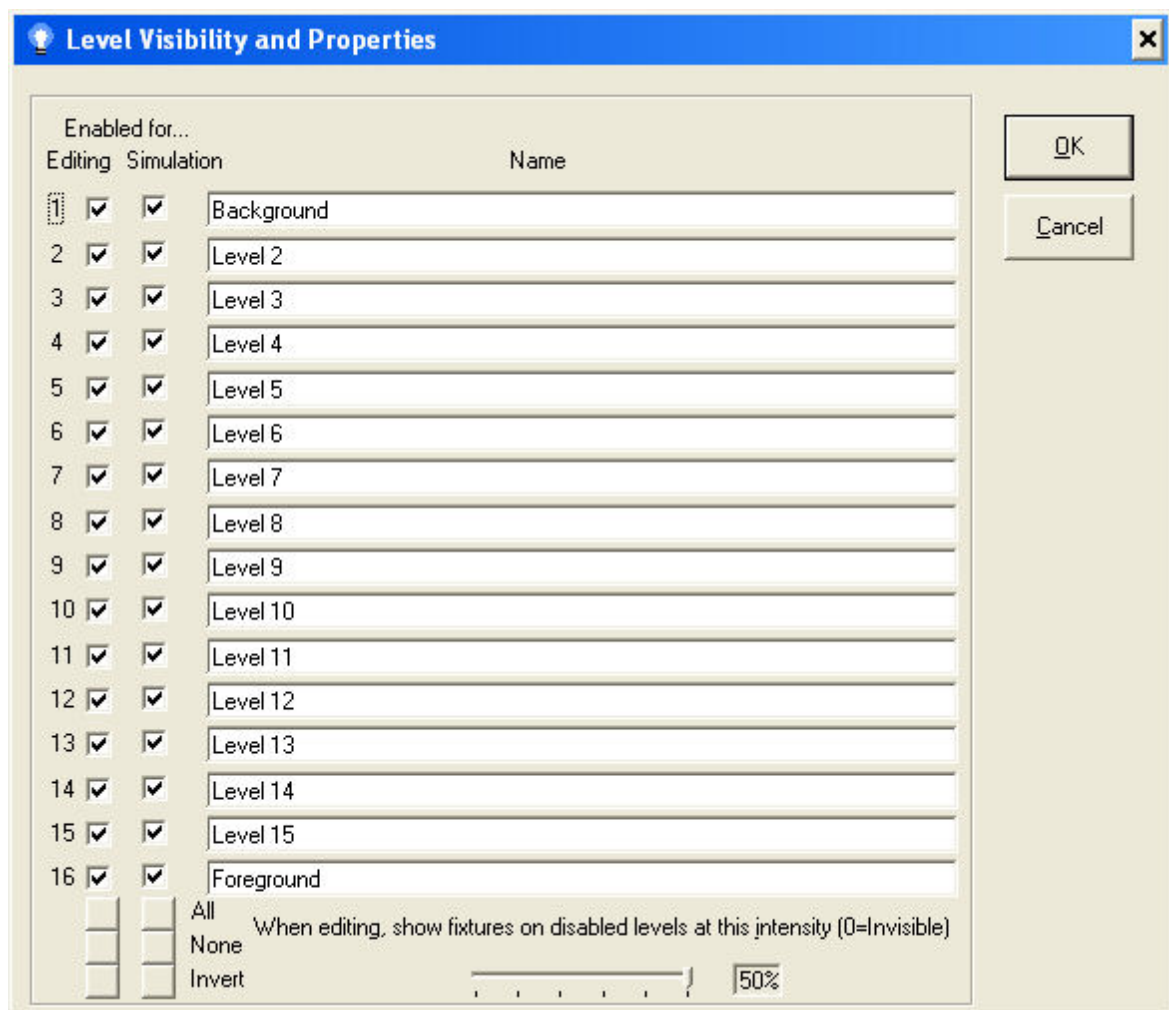 Level Visibility and Properties
Enabled for...
Editing Simulation Name
OK
Cancel
1 Background
2 Level 2
3 Level 3
4 Level 4
5 Level 5
6 Level 6
7 Level 7
8 Level 8
9 Level 9
10 Level 10
11 Level 11
12 Level 12
13 Level 13
14 Level 14
15 Level 15
16 Foreground
All
When editing, show fixtures on disabled levels at this intensity (0=Invisible)
None
Invert
50%